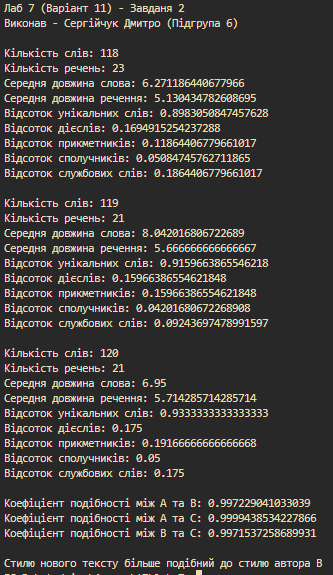 Лаб 7 (Варіант 11) - Завданя 2
Виконав - Сергійчук Дмитро (Підгрупа 6)
Кількість слів: 118
Кількість речень: 23
Середня довжина слова: 6.271186440677966
Середня довжина речення: 5.130434782608695
Відсоток унікальних слів: 0.8983050847457628
Відсоток дієслів: 0.1694915254237288
Відсоток прикметників: 0.11864406779661017
Відсоток сполучників: 0.05084745762711865
Відсоток службових слів: 0.1864406779661017
Кількість слів: 119
Кількість речень: 21
Середня довжина слова: 8.042016806722689
Середня довжина речення: 5.666666666666667
Відсоток унікальних слів: 0.9159663865546218
Відсоток дієслів: 0.15966386554621848
Відсоток прикметників: 0.15966386554621848
Відсоток сполучників: 0.04201680672268908
Відсоток службових слів: 0.09243697478991597
Кількість слів: 120
Кількість речень: 21
Середня довжина слова: 6.95
Середня довжина речення: 5.714285714285714
Відсоток унікальних слів: 0.9333333333333333
Відсоток дієслів: 0.175
Відсоток прикметників: 0.19166666666666668
Відсоток сполучників: 0.05
Відсоток службових слів: 0.175
Коефіцієнт подібності між А та В: 0.997229041033039
Коефіцієнт подібності між А та С: 0.9999438534227866
Коефіцієнт подібності між В та С: 0.9971537258689931
Стилю нового тексту більше подібний до стилю автора В